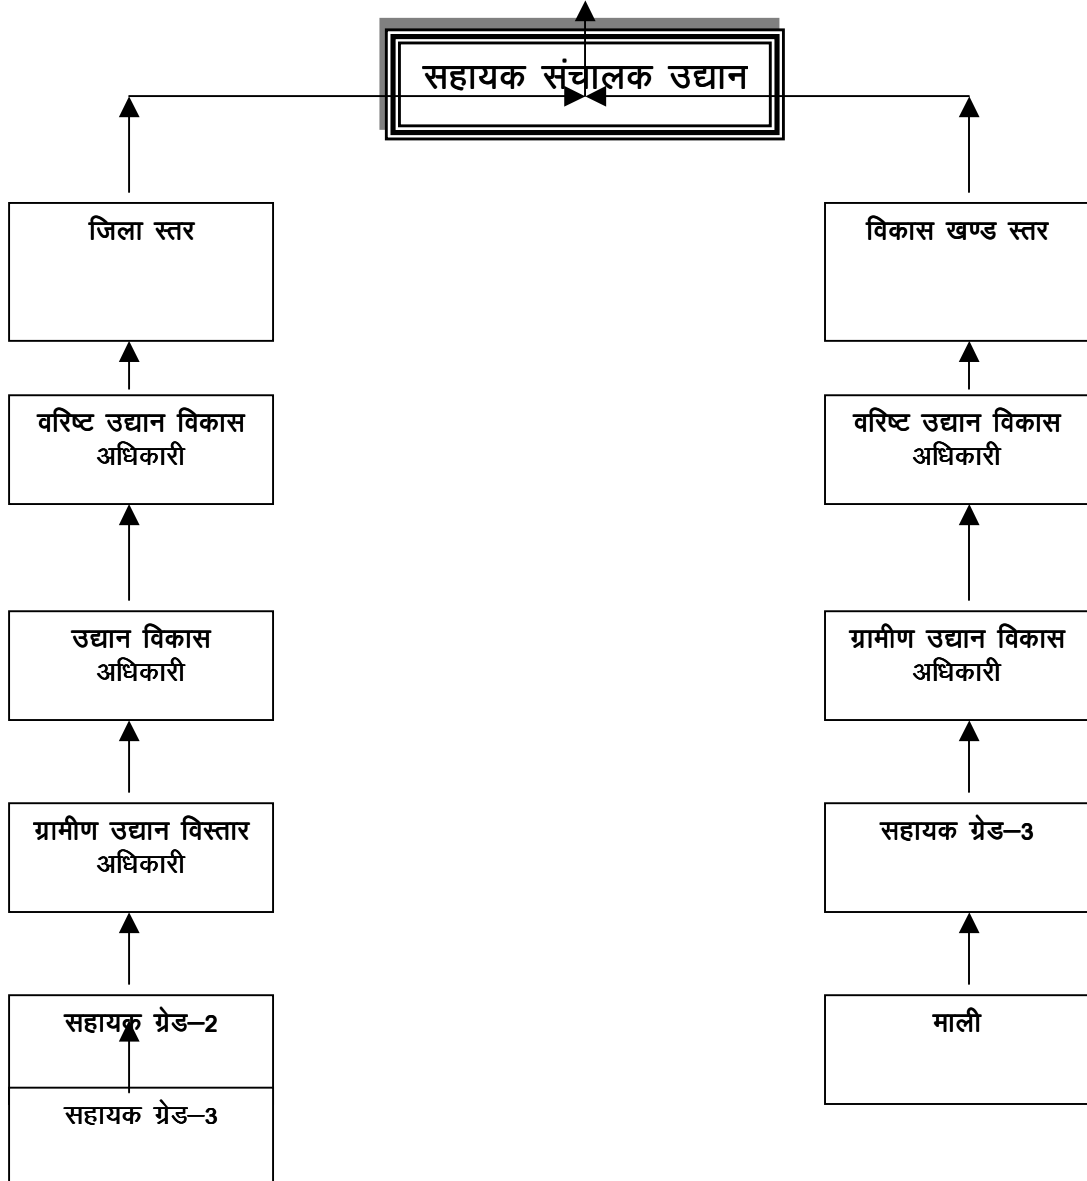 सहायक संचालक उद्यान
जिला स्तर
विकास खण्ड स्तर
वरिष्ट उद्यान विकास
अधिकारी
वरिष्ट उद्यान विकास
अधिकारी
उद्यान विकास
अधिकारी
ग्रामीण उद्यान विकास
अधिकारी
ग्रामीण उद्यान विस्तार
अधिकारी
सहायक ग्रेड–3
सहायक ग्रेड–2
माली
सहायक ग्रेड–3